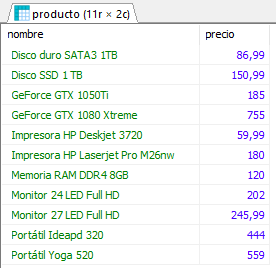 producto (11r × 2c)
nombre precio
Disco duro SATA3 1TB 86,99
Disco SSD 1 TB 150,99
GeForce GTX 1050Ti 185
GeForce GTX 1080 Xtreme 755
Impresora HP Deskjet 3720 59,99
Impresora HP Laserjet Pro M26nw 180
Memoria RAM DDR4 8GB 120
Monitor 24 LED Full HD 202
Monitor 27 LED Full HD 245,99
Portátil Ideapd 320 444
Portátil Yoga 520 559